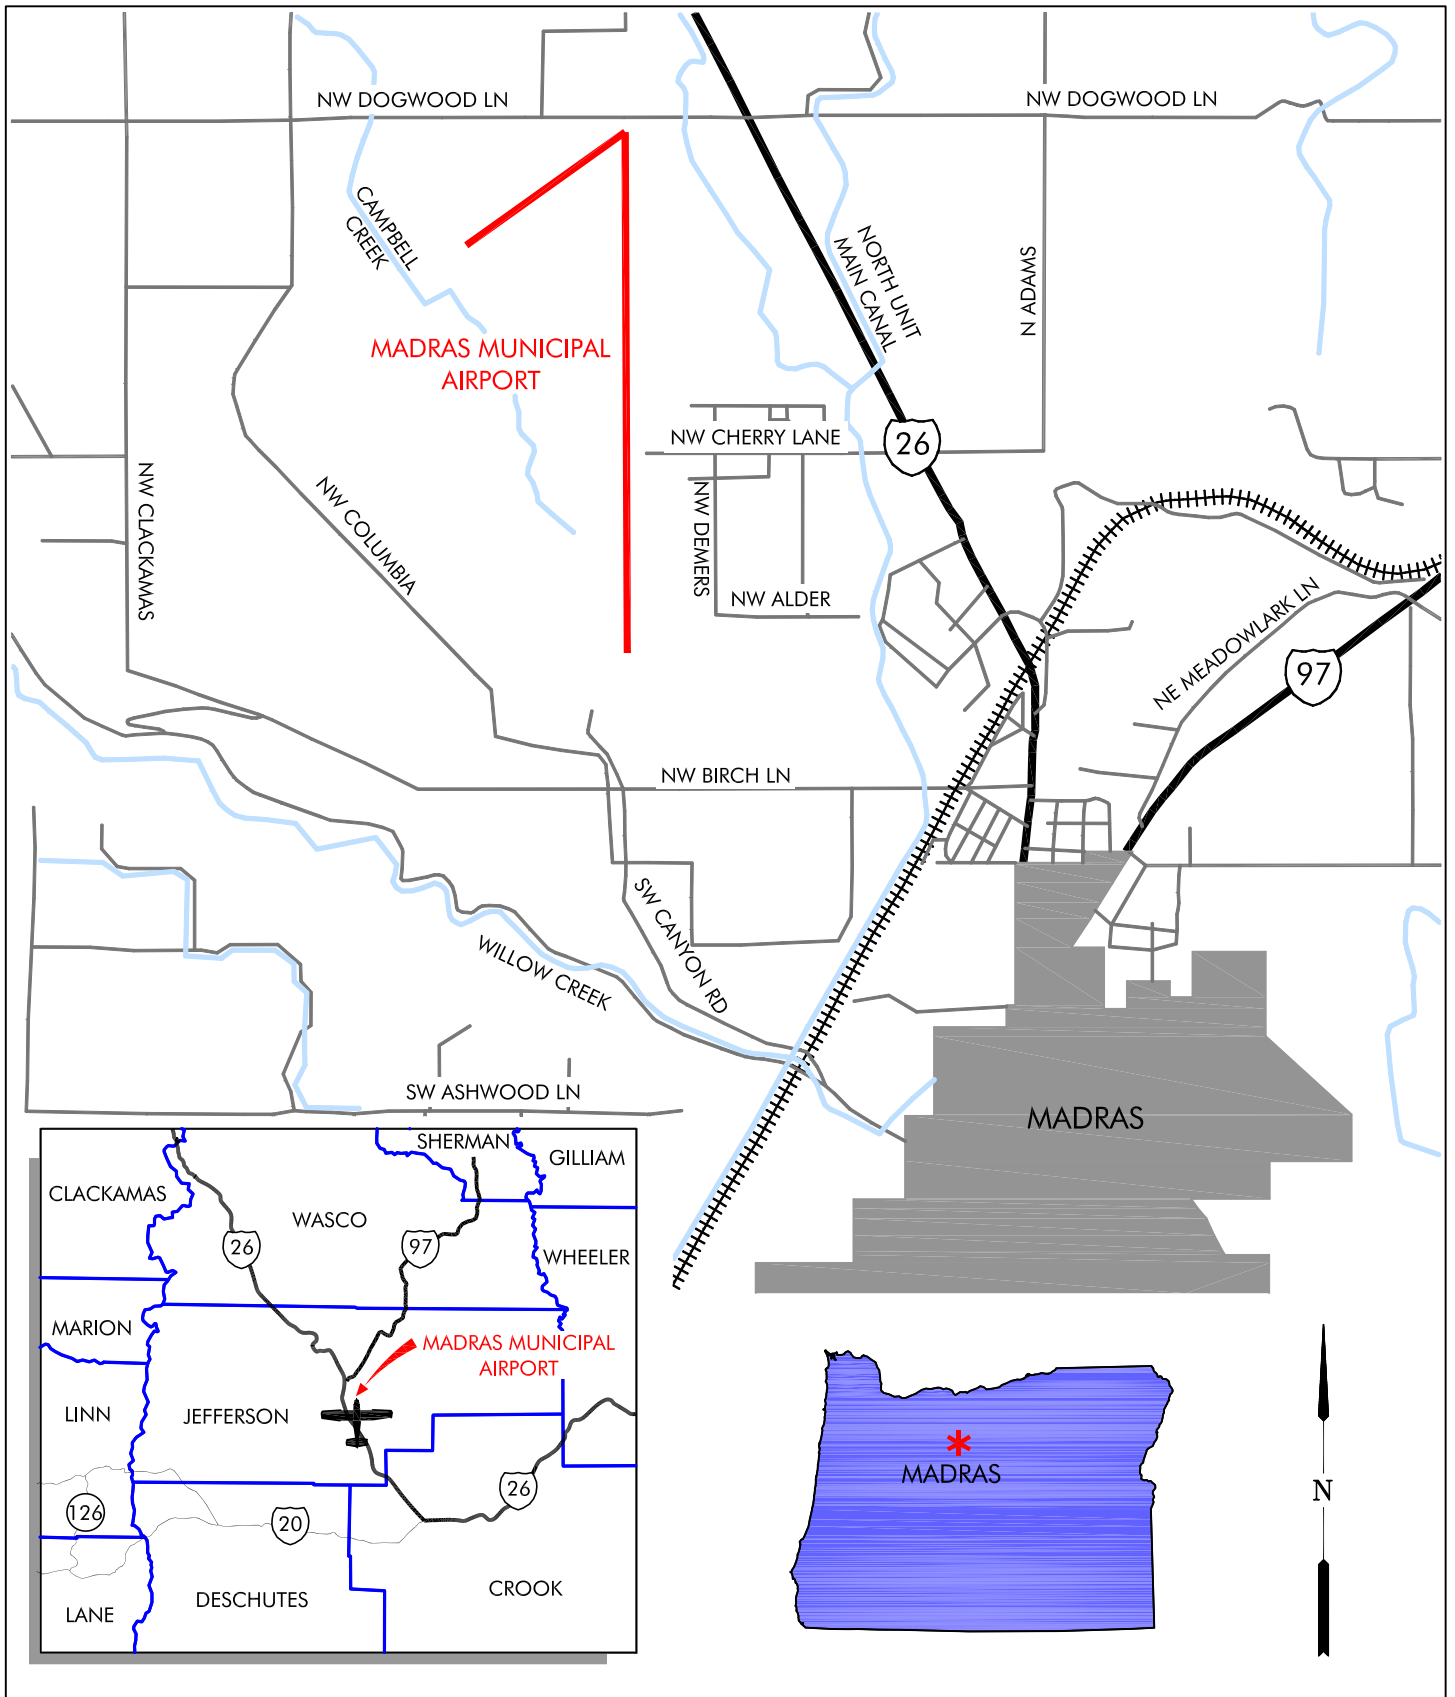 NW DOGWOOD LN
NW DOGWOOD LN
CAMPBELL
CREEK
NORTH UNIT
MAIN CANAL
N ADAMS
MADRAS MUNICIPAL
AIRPORT
NW CHERRY LANE
26
NW CLACKAMAS
NW COLUMBIA
NW DEMERS
NW ALDER
NE MEADOWLARK LN
97
NW BIRCH LN
SW CANYON RD
WILLOW CREEK
SW ASHWOOD LN
MADRAS
SHERMAN
GILLIAM
CLACKAMAS
WASCO
26
97
WHEELER
MARION
MADRAS MUNICIPAL
AIRPORT
LINN
JEFFERSON
26
126
20
CROOK
DESCHUTES
LANE
MADRAS
N